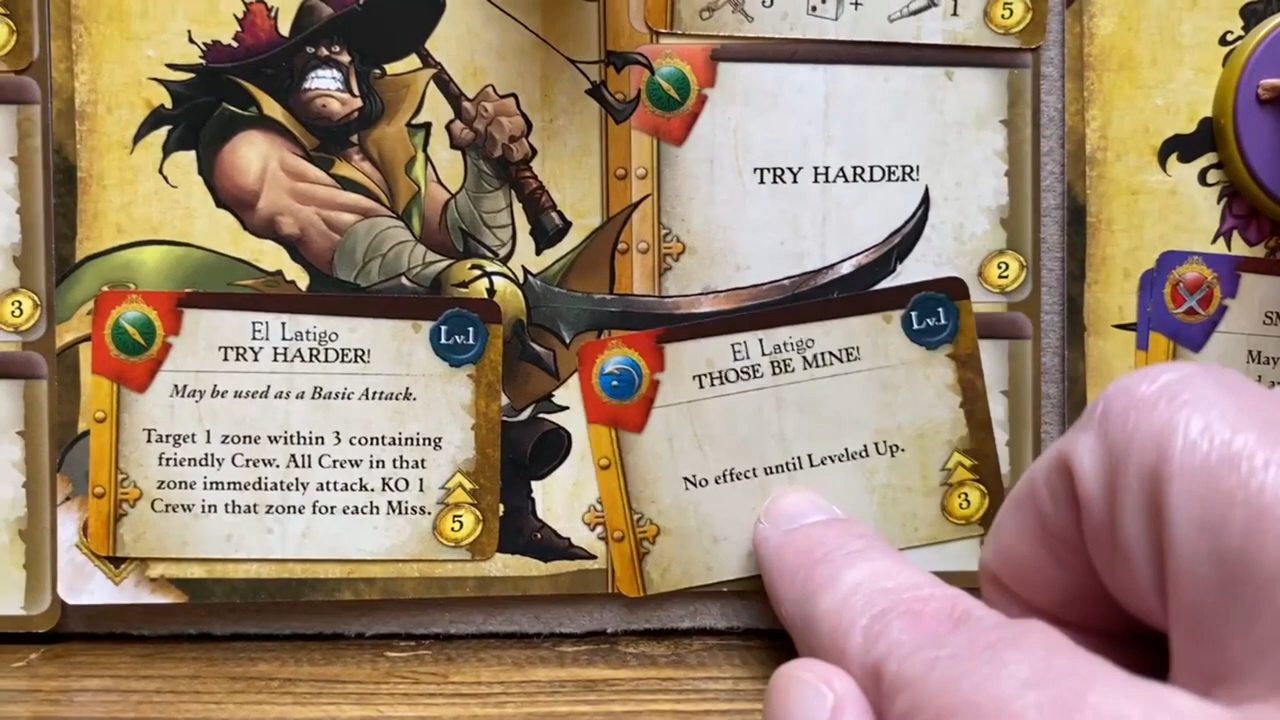 3
1
5
TRY HARDER!
2
3
El Latigo
TRY HARDER!
Lv.1
May be used as a Basic Attack.
Target 1 zone within 3 containing
friendly Crew. All Crew in that
zone immediately attack. KO 1
Crew in that zone for each Miss.
5
El Latigo
THOSE BE MINE!
Lv.1
No effect until Leveled Up.
3
May